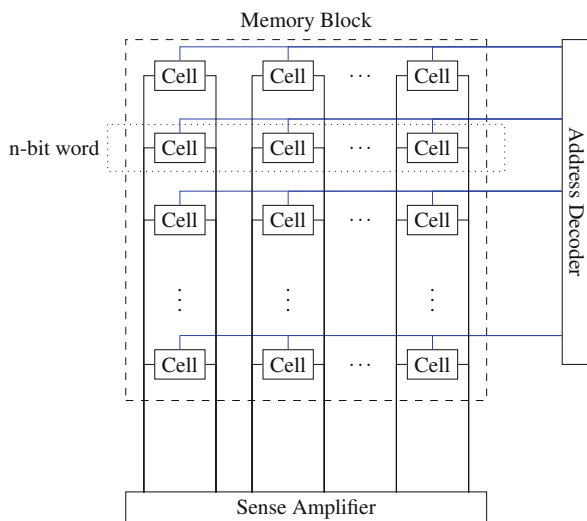 Memory Block
Cell Cell ··· Cell
n-bit word Cell Cell ··· Cell
Cell Cell ··· Cell
Cell Cell ··· Cell
Address Decoder
Sense Amplifier